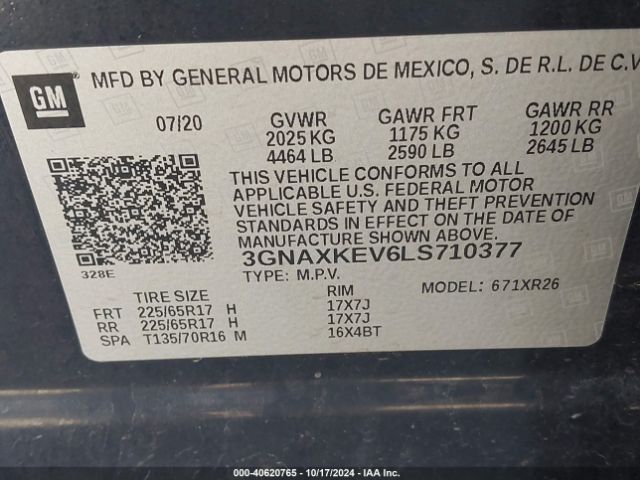 GM
MFD BY GENERAL MOTORS DE MEXICO, S. DE R.L. DE C.V
07/20
GVWR GAWR FRT GAWR RR
2025 KG 1175 KG 1200 KG
4464 LB 2590 LB 2645 LB
THIS VEHICLE CONFORMS TO ALL
APPLICABLE U.S. FEDERAL MOTOR
VEHICLE SAFETY AND THEFT PREVENTION
STANDARDS IN EFFECT ON THE DATE OF
MANUFACTURE SHOWN ABOVE.
3GNAXKEV6LS710377
328E
TYPE: M.P.V. MODEL: 671XR26
TIRE SIZE RIM
FRT 225/65R17 H 17X7J
RR 225/65R17 H 17X7J
SPA T135/70R16 M 16X4BT
000-40620765 - 10/17/2024 - IAA Inc.